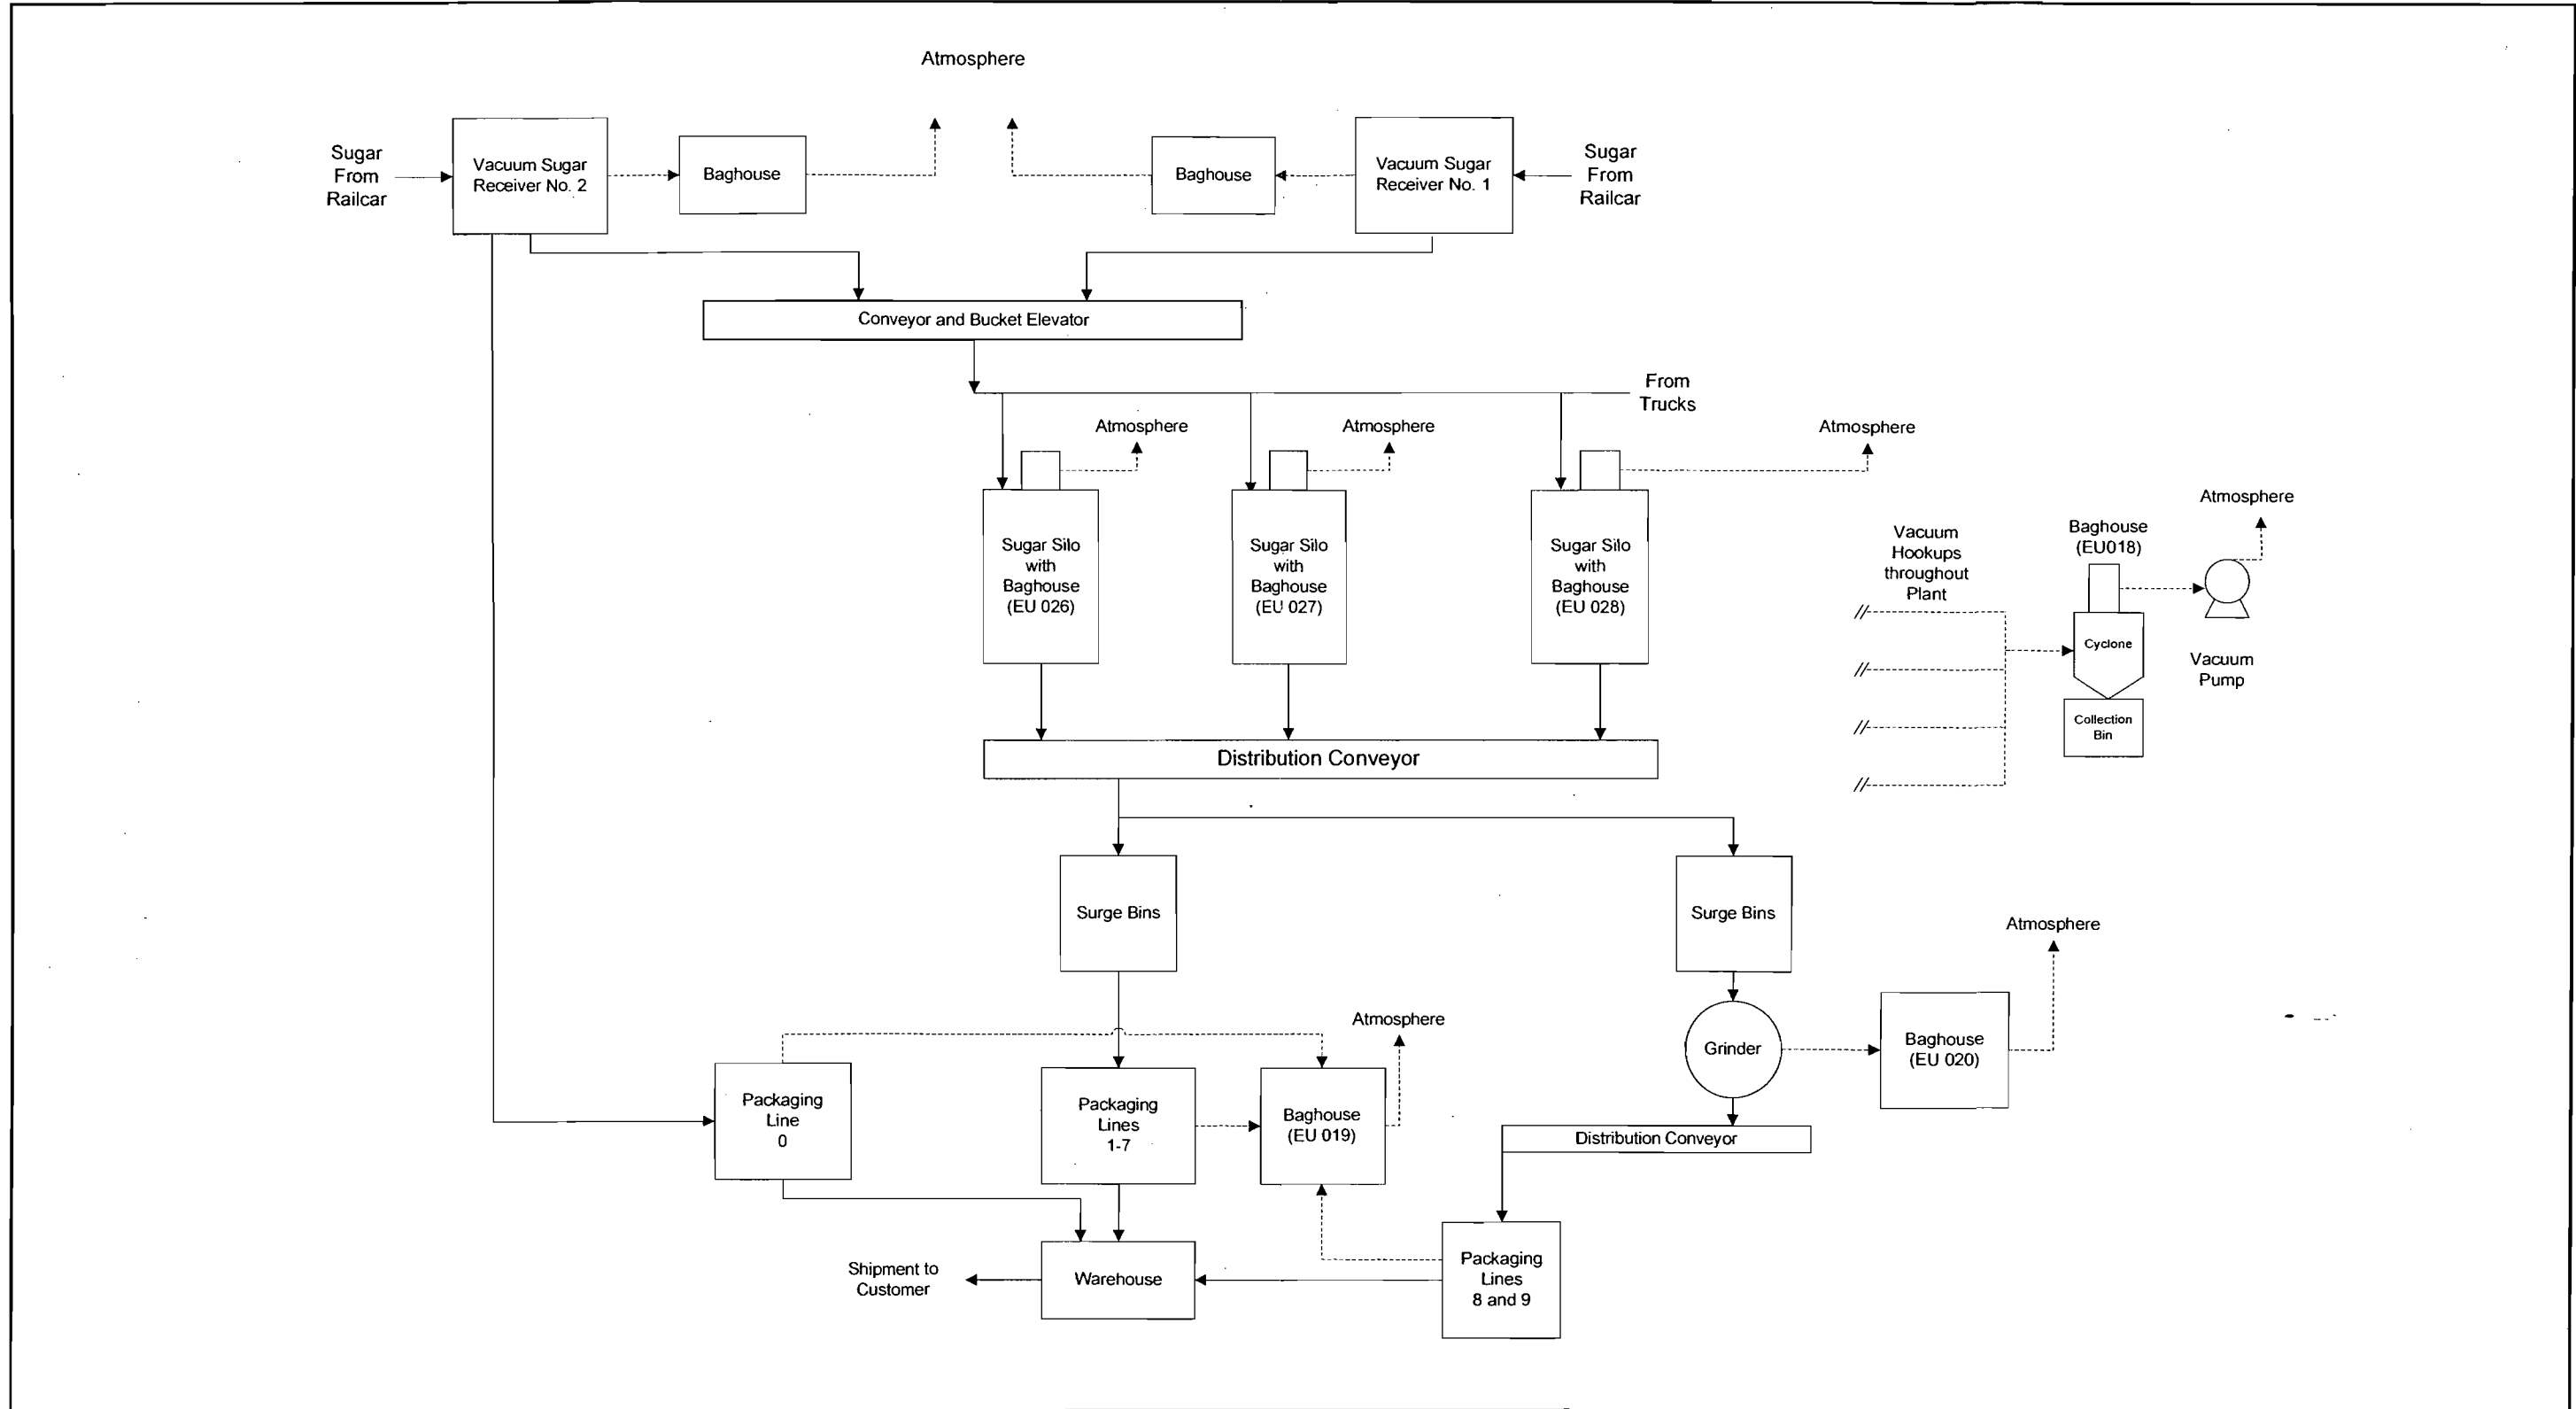 Atmosphere
Sugar
From
Railcar
Vacuum Sugar
Receiver No. 2
Baghouse
Baghouse
Vacuum Sugar
Receiver No. 1
Sugar
From
Railcar
Conveyor and Bucket Elevator
From
Trucks
Atmosphere
Atmosphere
Atmosphere
Sugar Silo
with
Baghouse
(EU 026)
Sugar Silo
with
Baghouse
(EU 027)
Sugar Silo
with
Baghouse
(EU 028)
Vacuum
Hookups
throughout
Plant
Baghouse
(EU018)
Atmosphere
Cyclone
Vacuum
Pump
Collection
Bin
Distribution Conveyor
Surge Bins
Surge Bins
Atmosphere
Grinder
Baghouse
(EU 020)
Atmosphere
Packaging
Line
0
Packaging
Lines
1-7
Baghouse
(EU 019)
Distribution Conveyor
Shipment to
Customer
Warehouse
Packaging
Lines
8 and 9